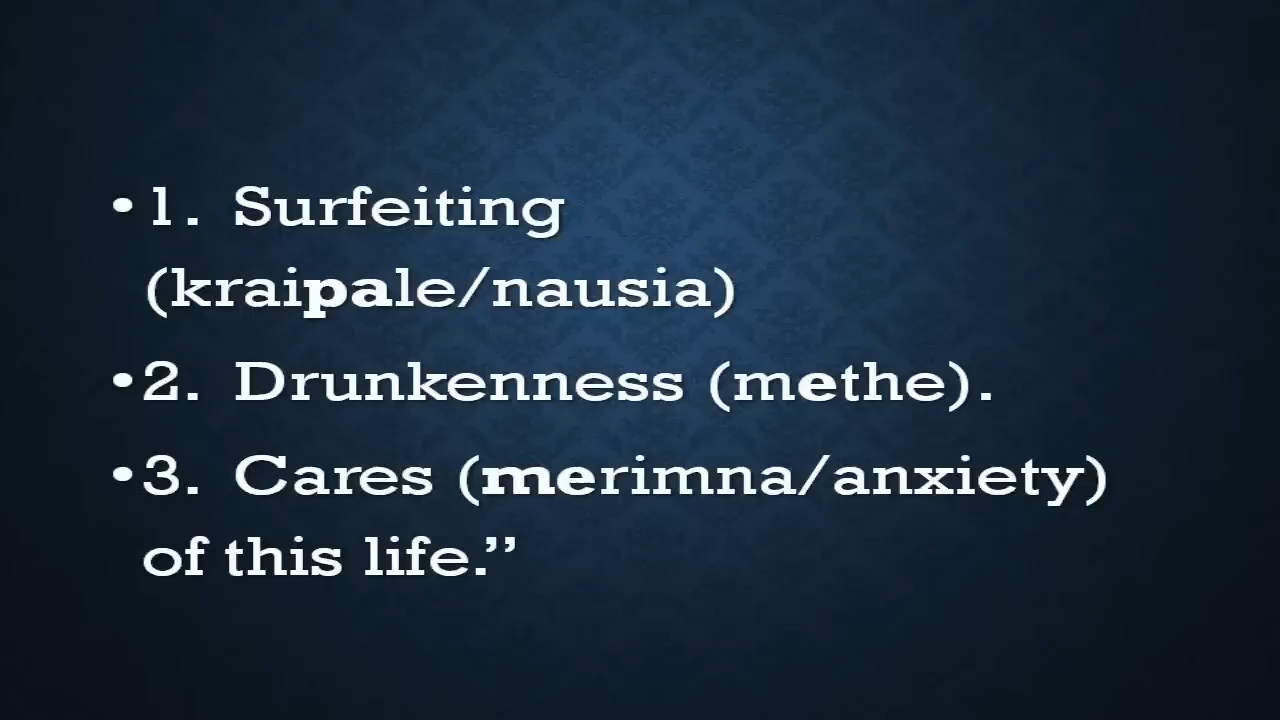 •1. Surfeiting
(kraipale/nausia)
•2. Drunkenness (methe).
•3. Cares (merimna/anxiety)
of this life.”